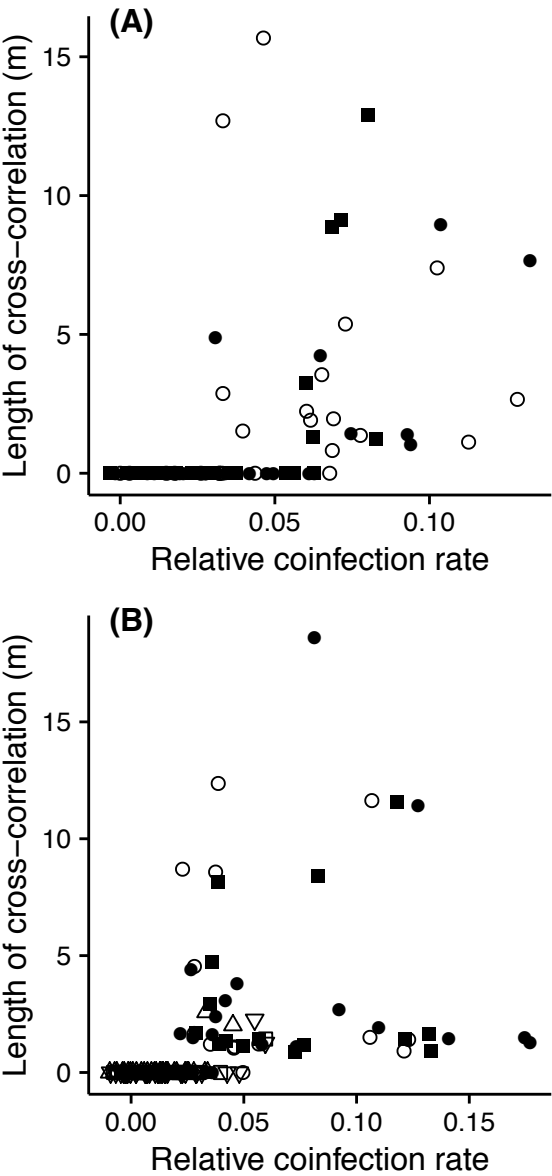 (A)
Length of cross−correlation (m)
15
10
5
0
0.00
0.05
0.10
Relative coinfection rate
(B)
Length of cross−correlation (m)
15
10
5
0
0.00
0.05
0.10
0.15
Relative coinfection rate